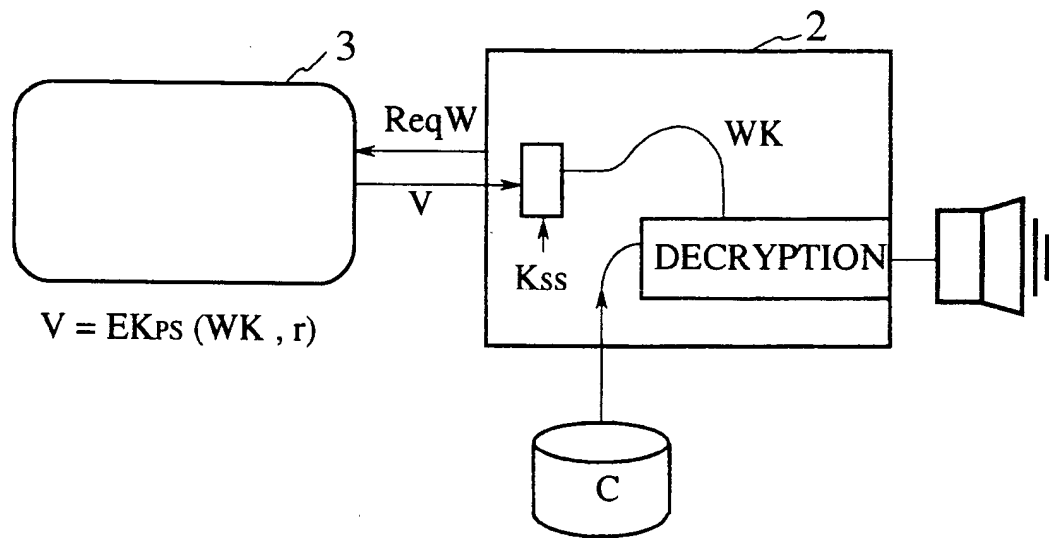 3
2
ReqW
WK
V
Kss
DECRYPTION
V = EKPS (WK , r)
C